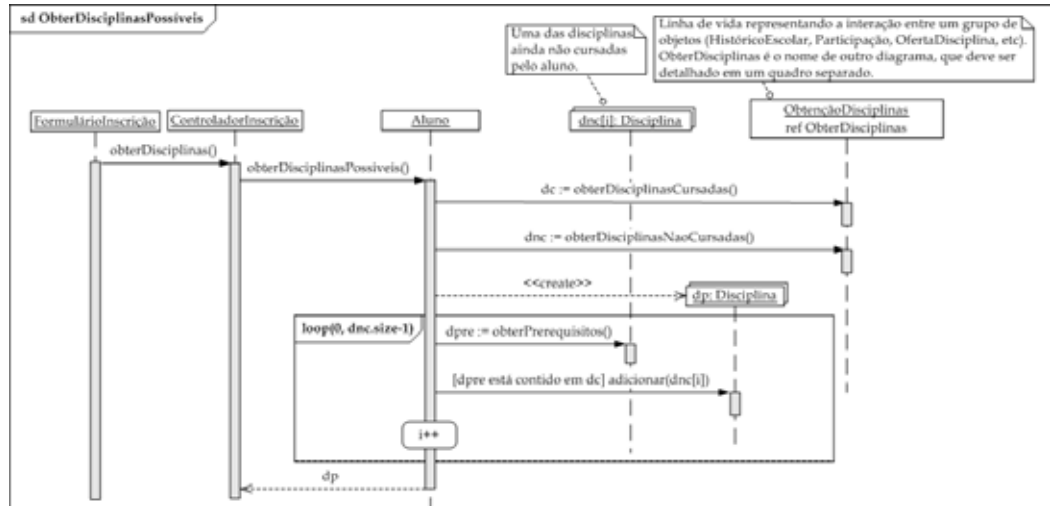 sd ObterDisciplinasPossíveis
Uma das disciplinas
ainda não cursadas
pelo aluno.
Linha de vida representando a interação entre um grupo de
objetos (HistóricoEscolar, Participação, OfertaDisciplina, etc).
ObterDisciplinas é o nome de outro diagrama, que deve ser
detalhado em um quadro separado.
FormulárioInscrição
ControladorInscrição
Aluno
dnc[i]: Disciplina
ObtençãoDisciplinas
ref ObterDisciplinas
obterDisciplinas()
obterDisciplinasPossiveis()
dc := obterDisciplinasCursadas()
dnc := obterDisciplinasNaoCursadas()
<<create>>
dp: Disciplina
loop(0, dnc.size-1)
dpre := obterPrerequisitos()
[dpre está contido em dc] adicionar(dnc[i])
i++
dp